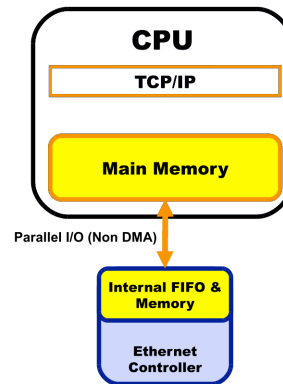 CPU
TCP/IP
Main Memory
Parallel I/O (Non DMA)
Internal FIFO &
Memory
Ethernet
Controller